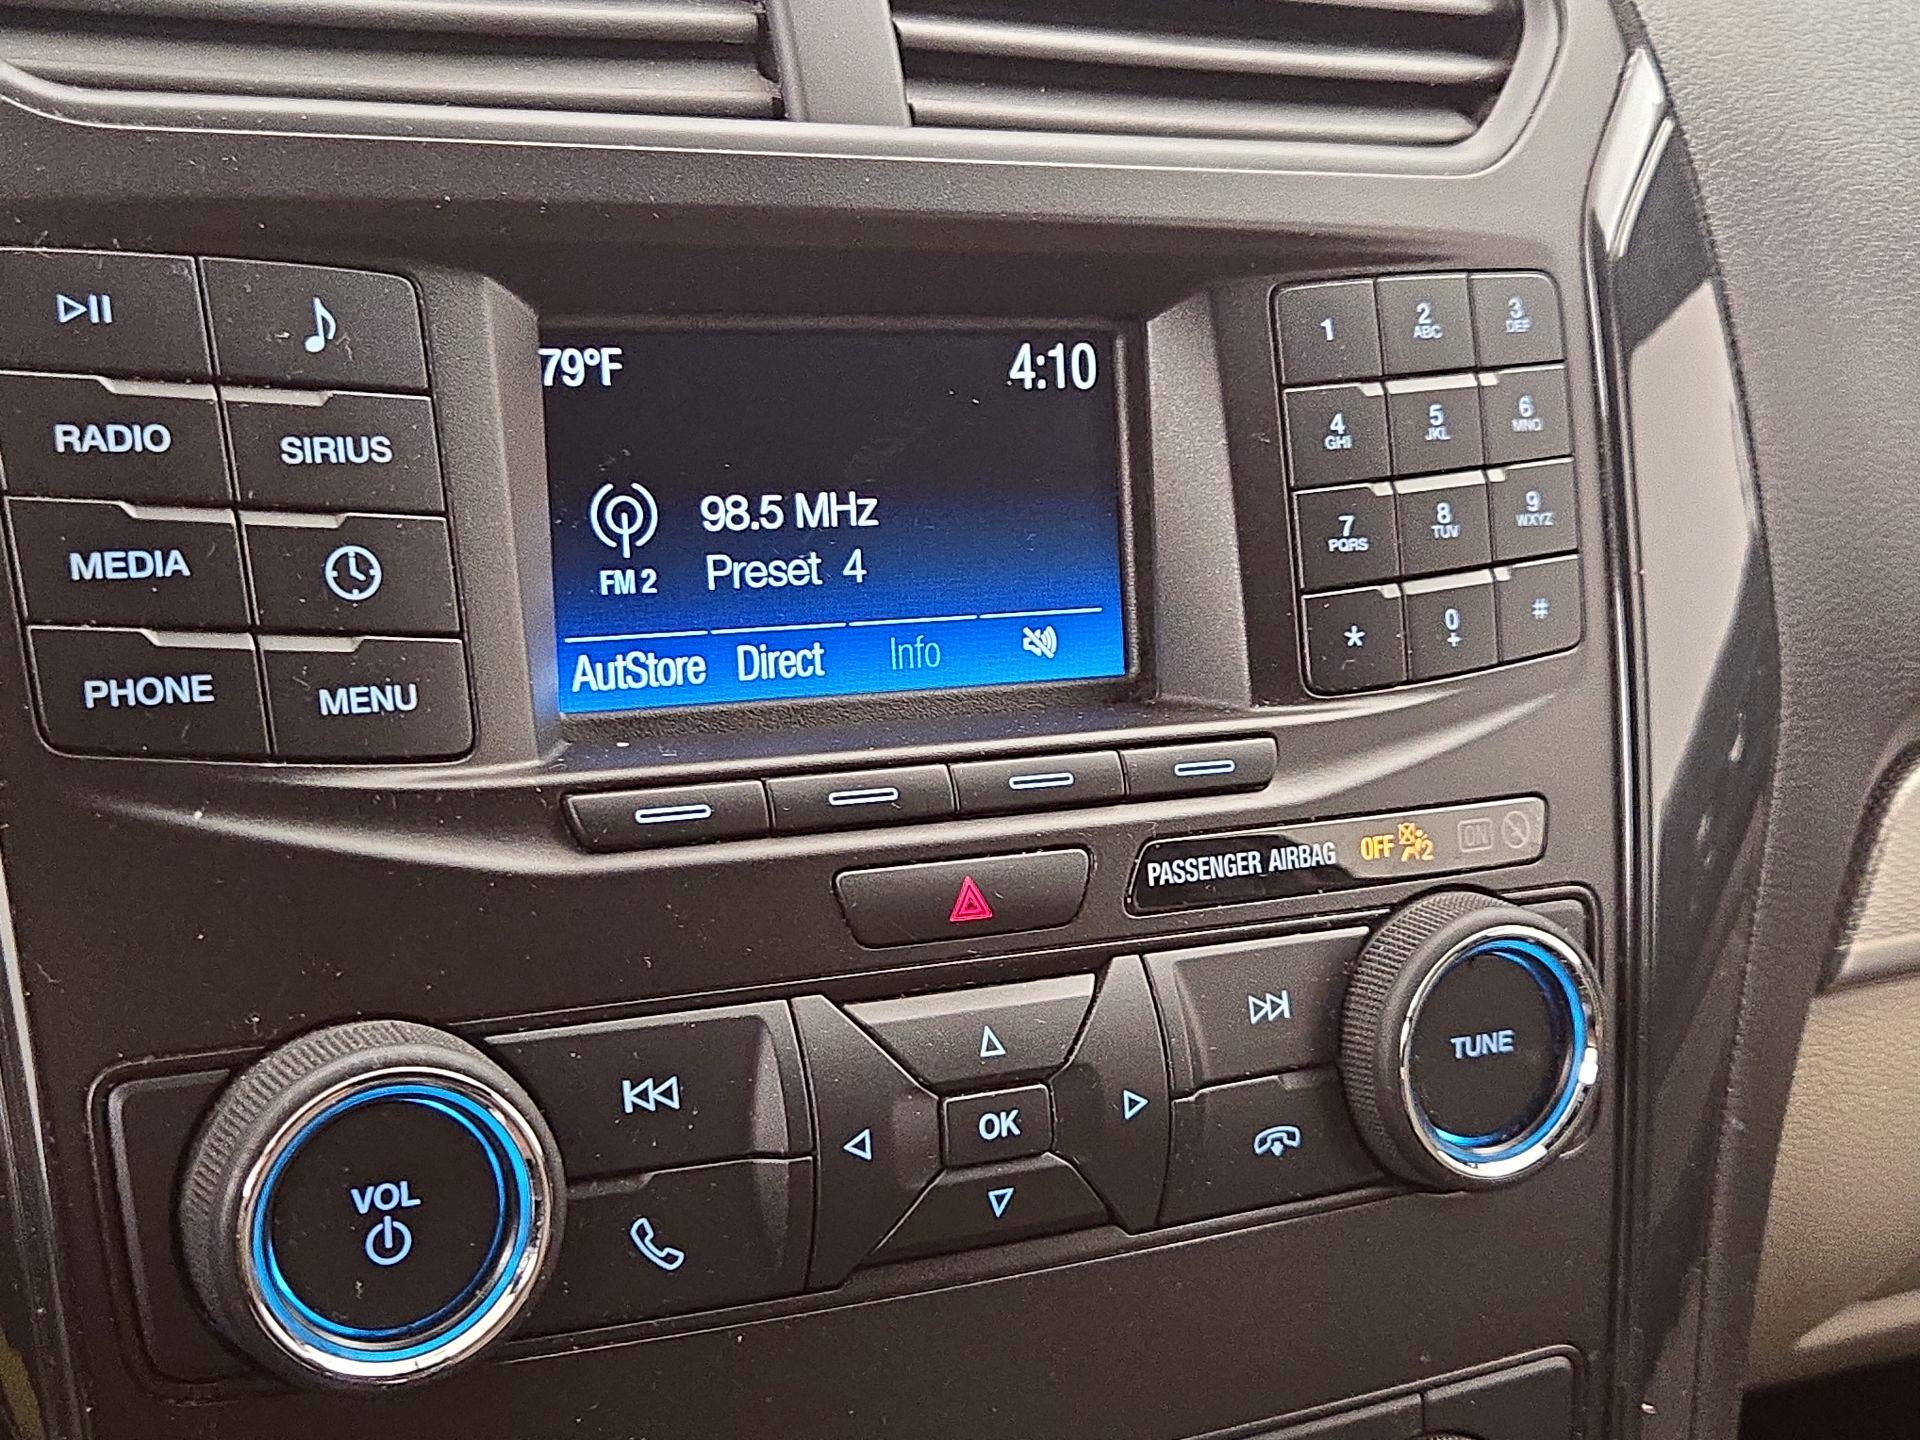 79°F
4:10
98.5 MHz
FM 2
Preset 4
AutStore
Direct
Info
RADIO
SIRIUS
MEDIA
PHONE
MENU
1
2
ABC
3
DEF
4
GHI
5
JKL
6
MNO
7
PQRS
8
TUV
9
WXYZ
*
0
+
#
PASSENGER AIRBAG OFF 2 ON
VOL
OK
TUNE